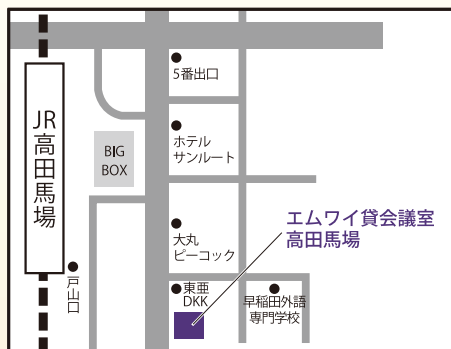 JR高田馬場
BIG
BOX
戸山口
5番出口
ホテル
サンルート
大丸
ピーコック
エムワイ貸会議室
高田馬場
東亜
DKK
早稲田外語
専門学校